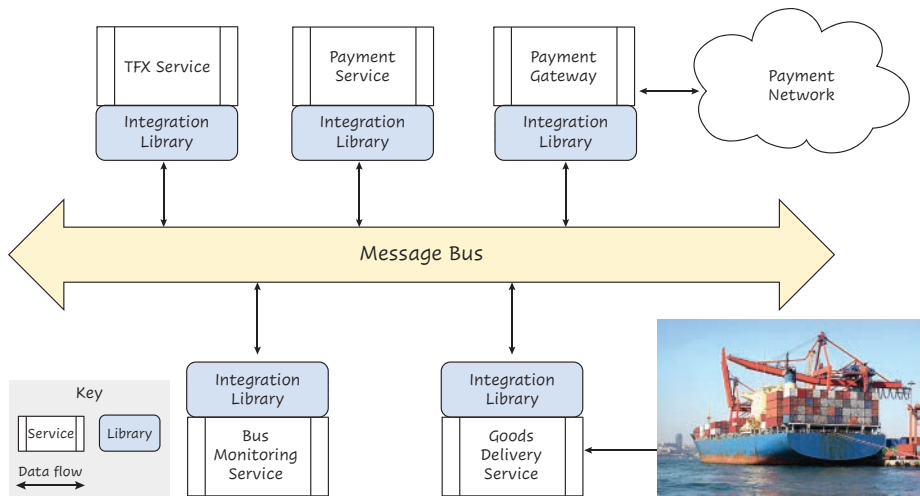 TFX Service
Integration
Library
Payment
Service
Integration
Library
Payment
Gateway
Integration
Library
Payment
Network
Message Bus
Integration
Library
Bus
Monitoring
Service
Integration
Library
Goods
Delivery
Service
Key
Service
Library
Data flow